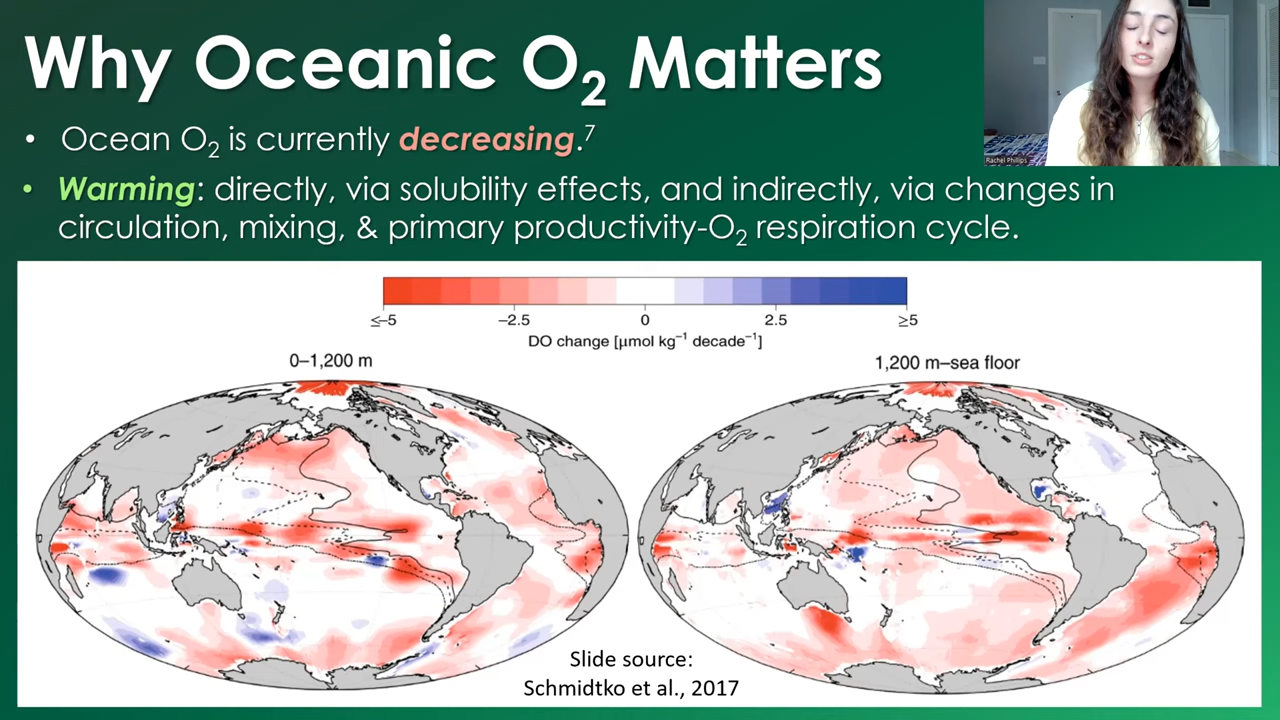 Why Oceanic O₂ Matters
Rachel Phillips
• Ocean O₂ is currently decreasing.⁷
• Warming: directly, via solubility effects, and indirectly, via changes in
circulation, mixing, & primary productivity-O₂ respiration cycle.
≤–5 –2.5 0 2.5 ≥5
DO change [μmol kg⁻¹ decade⁻¹]
0–1,200 m
1,200 m–sea floor
Slide source:
Schmidtko et al., 2017